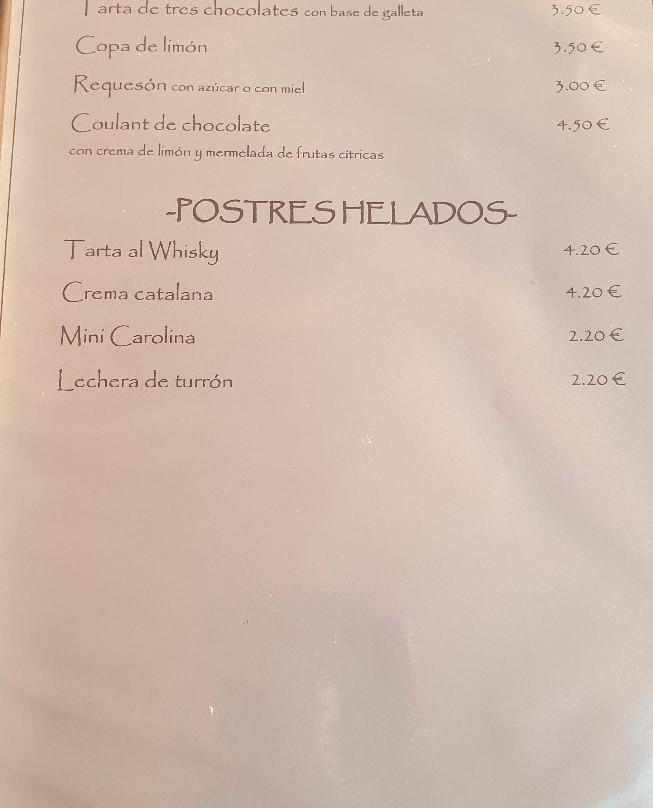 Tarta de tres chocolates con base de galleta 3.50 €
Copa de limón 3.50 €
Requesón con azúcar o con miel 3.00 €
Coulant de chocolate 4.50 €
con crema de limón y mermelada de frutas cítricas
-POSTRES HELADOS-
Tarta al Whisky 4.20 €
Crema catalana 4.20 €
Mini Carolina 2.20 €
Lechera de turrón 2.20 €